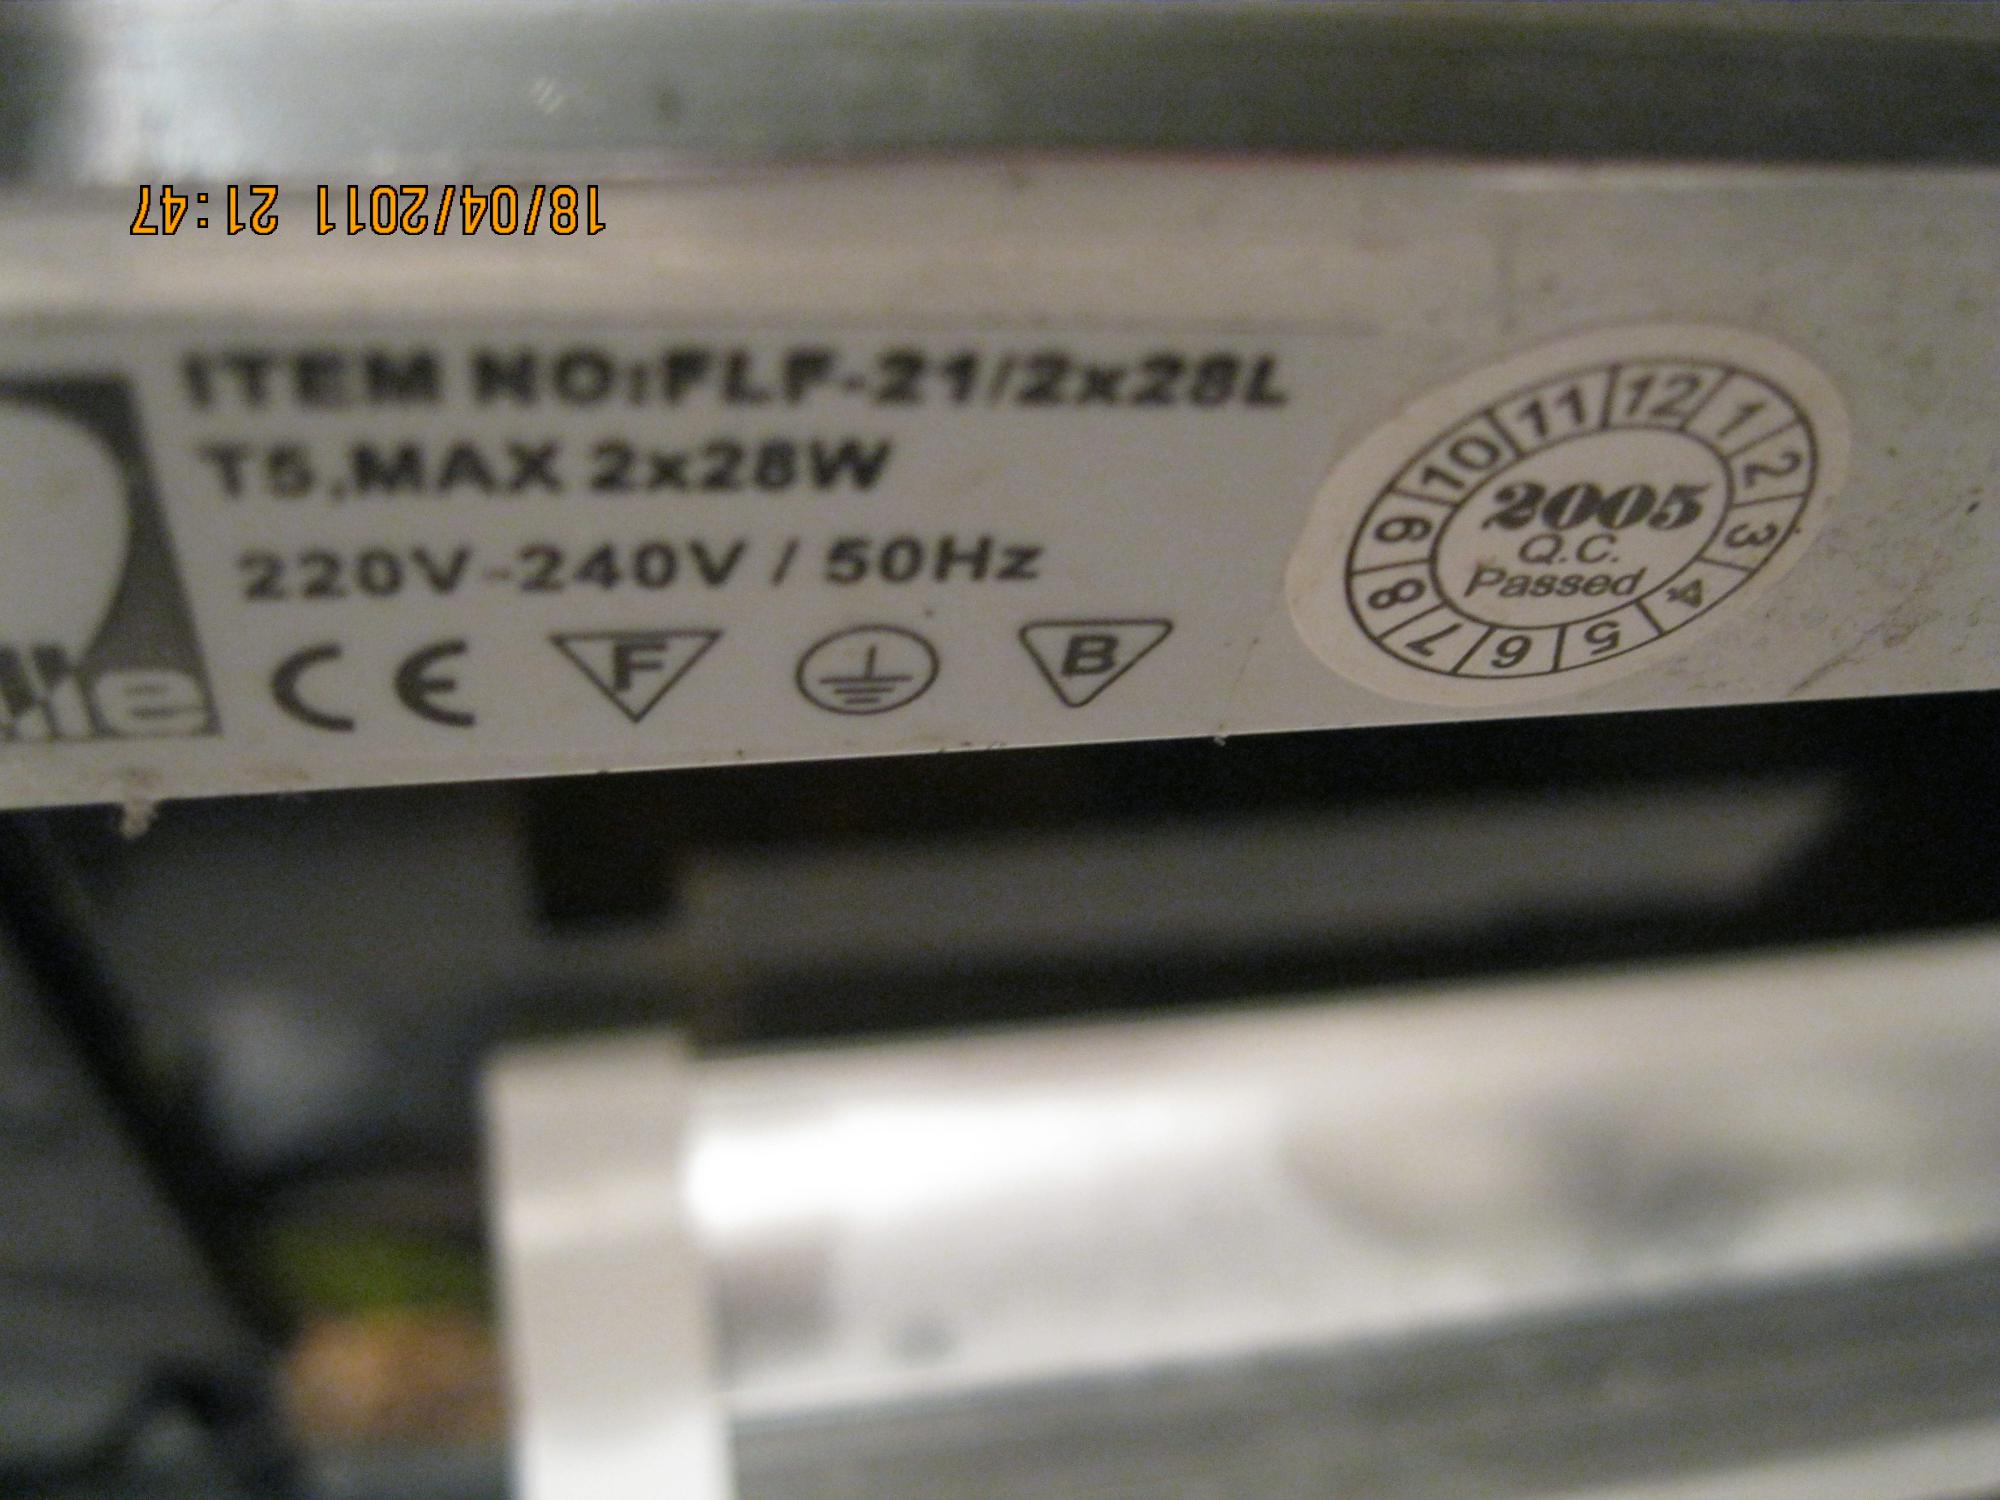 18/04/2011 21:47
ITEM NO:FLF-21/2x28L
T5,MAX 2x28W
220V-240V / 50Hz
CE F B
12 1 2 3 4 5 6 7 8 9 10 11
2005
Q.C.
Passed